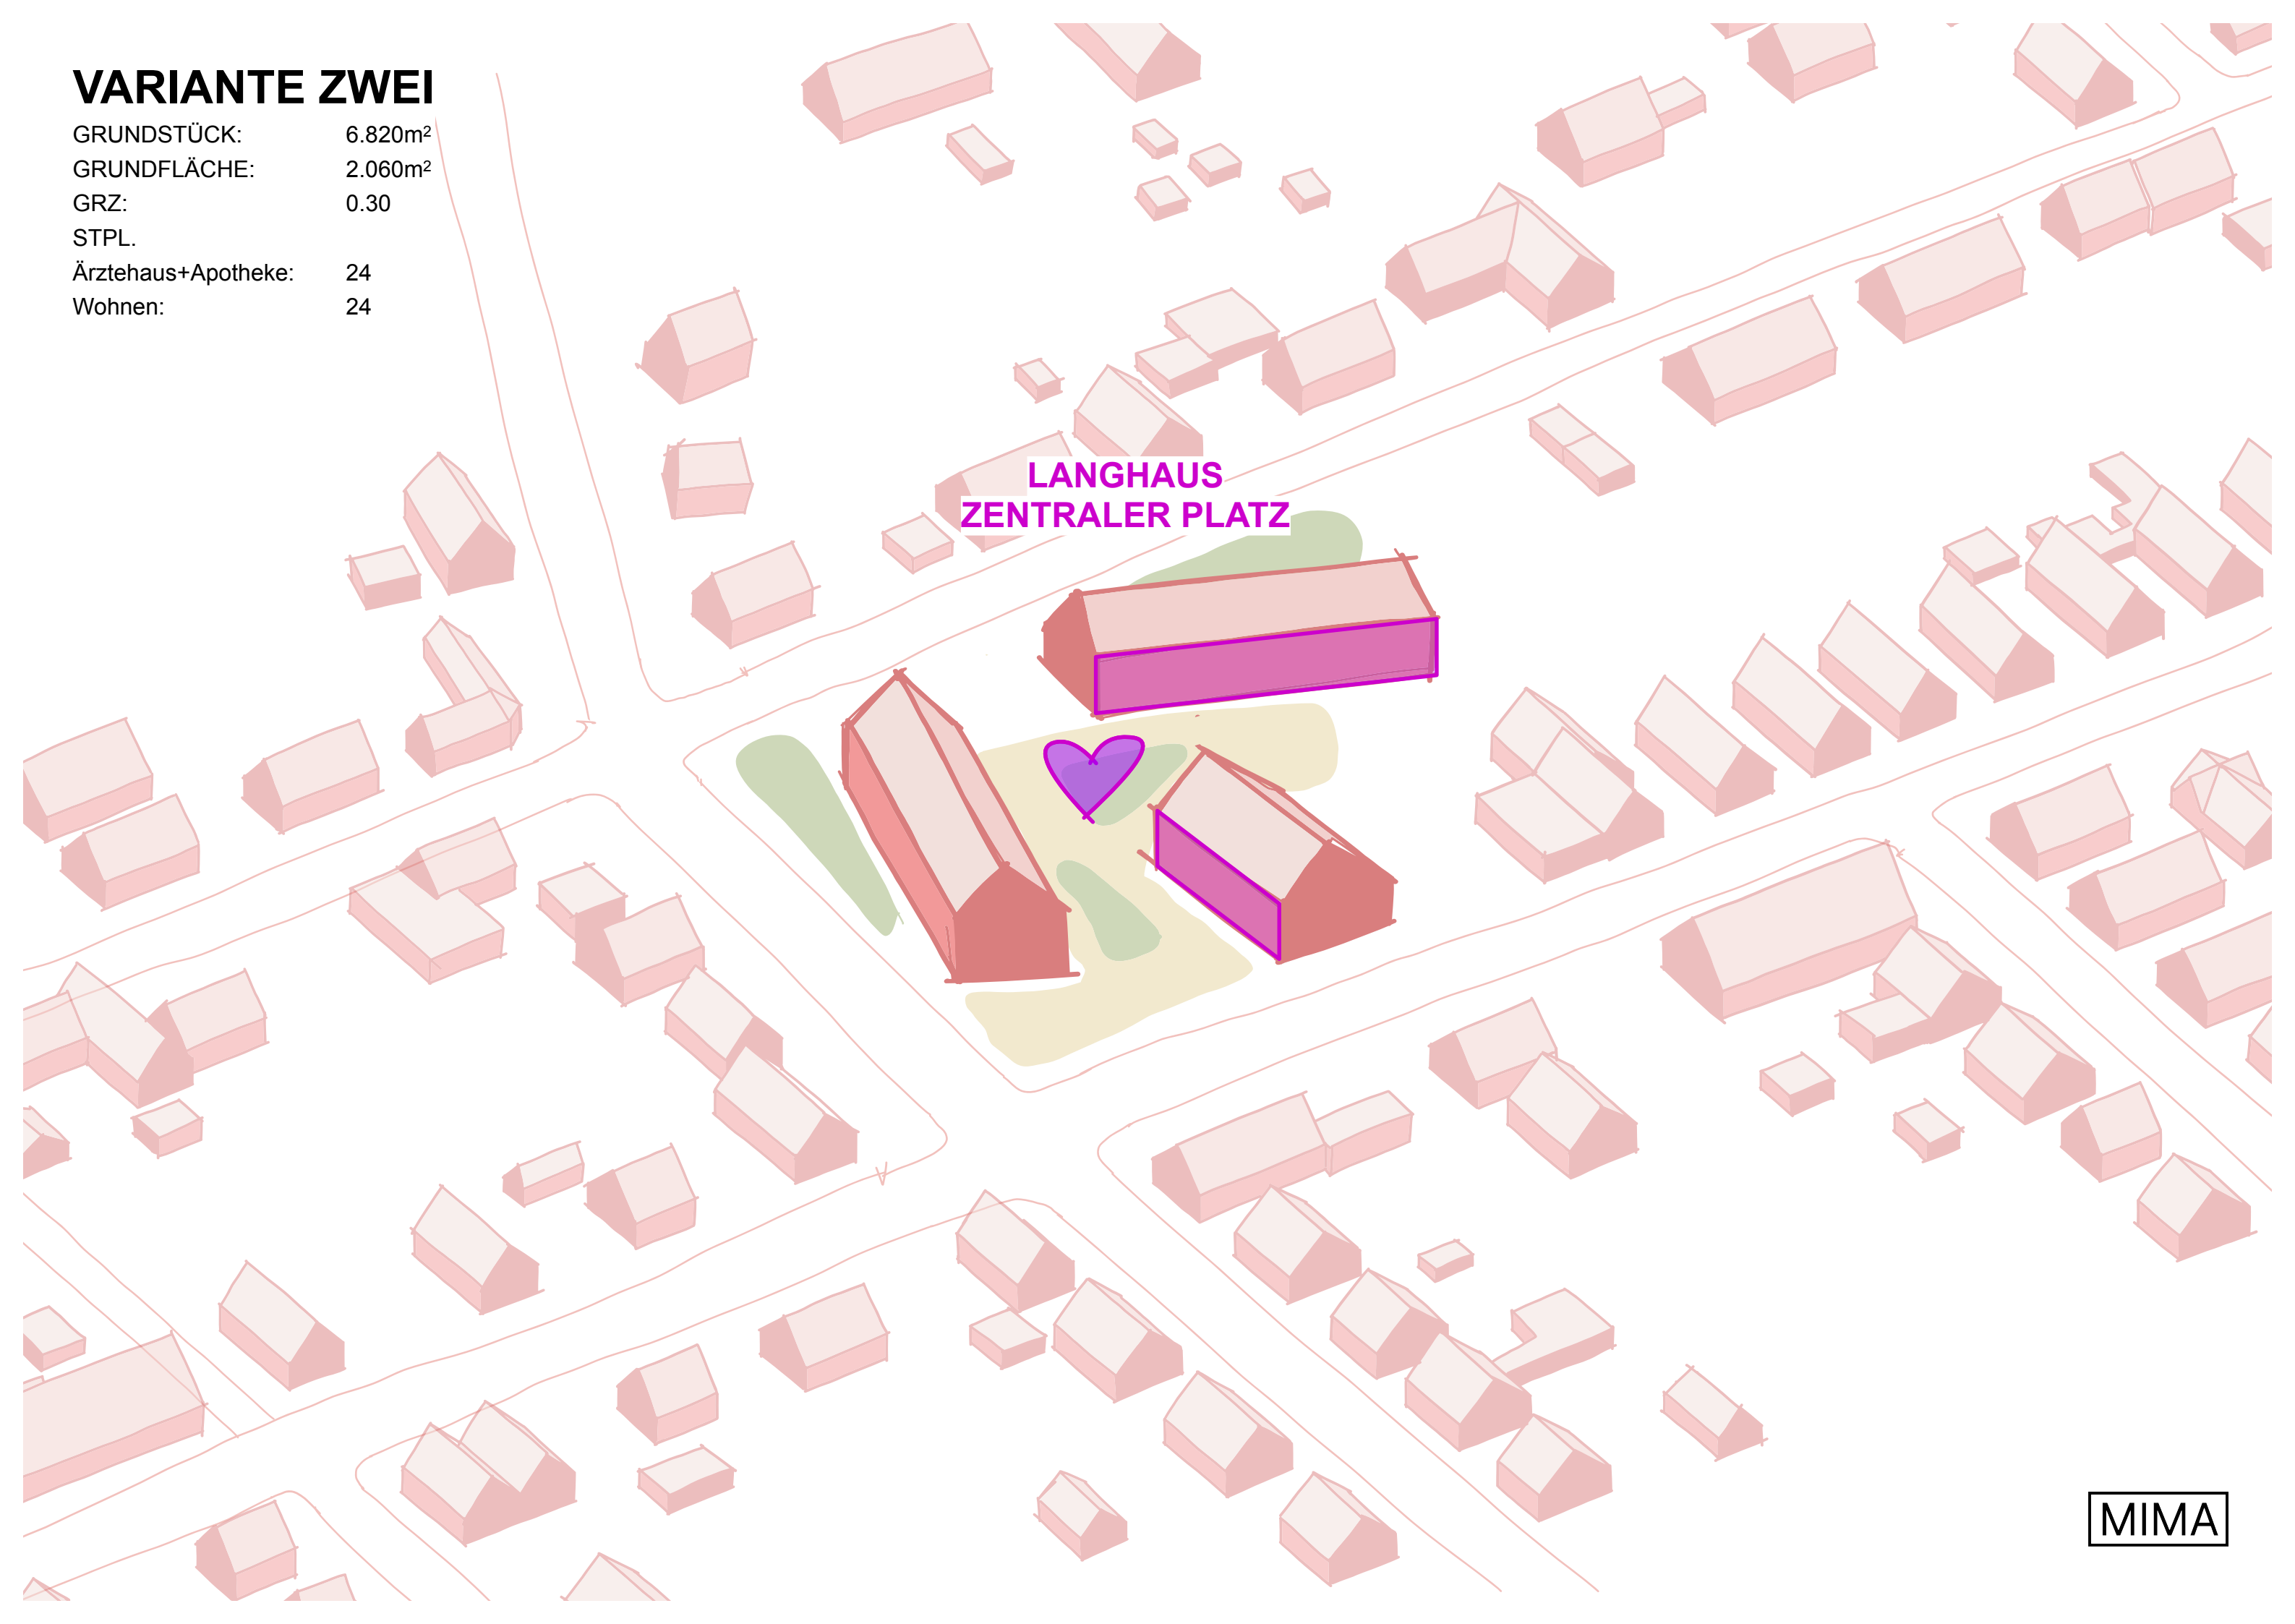 VARIANTE ZWEI
GRUNDSTÜCK: 6.820m²
GRUNDFLÄCHE: 2.060m²
GRZ: 0.30
STPL.
Ärztehaus+Apotheke: 24
Wohnen: 24
LANGHAUS
ZENTRALER PLATZ
MIMA